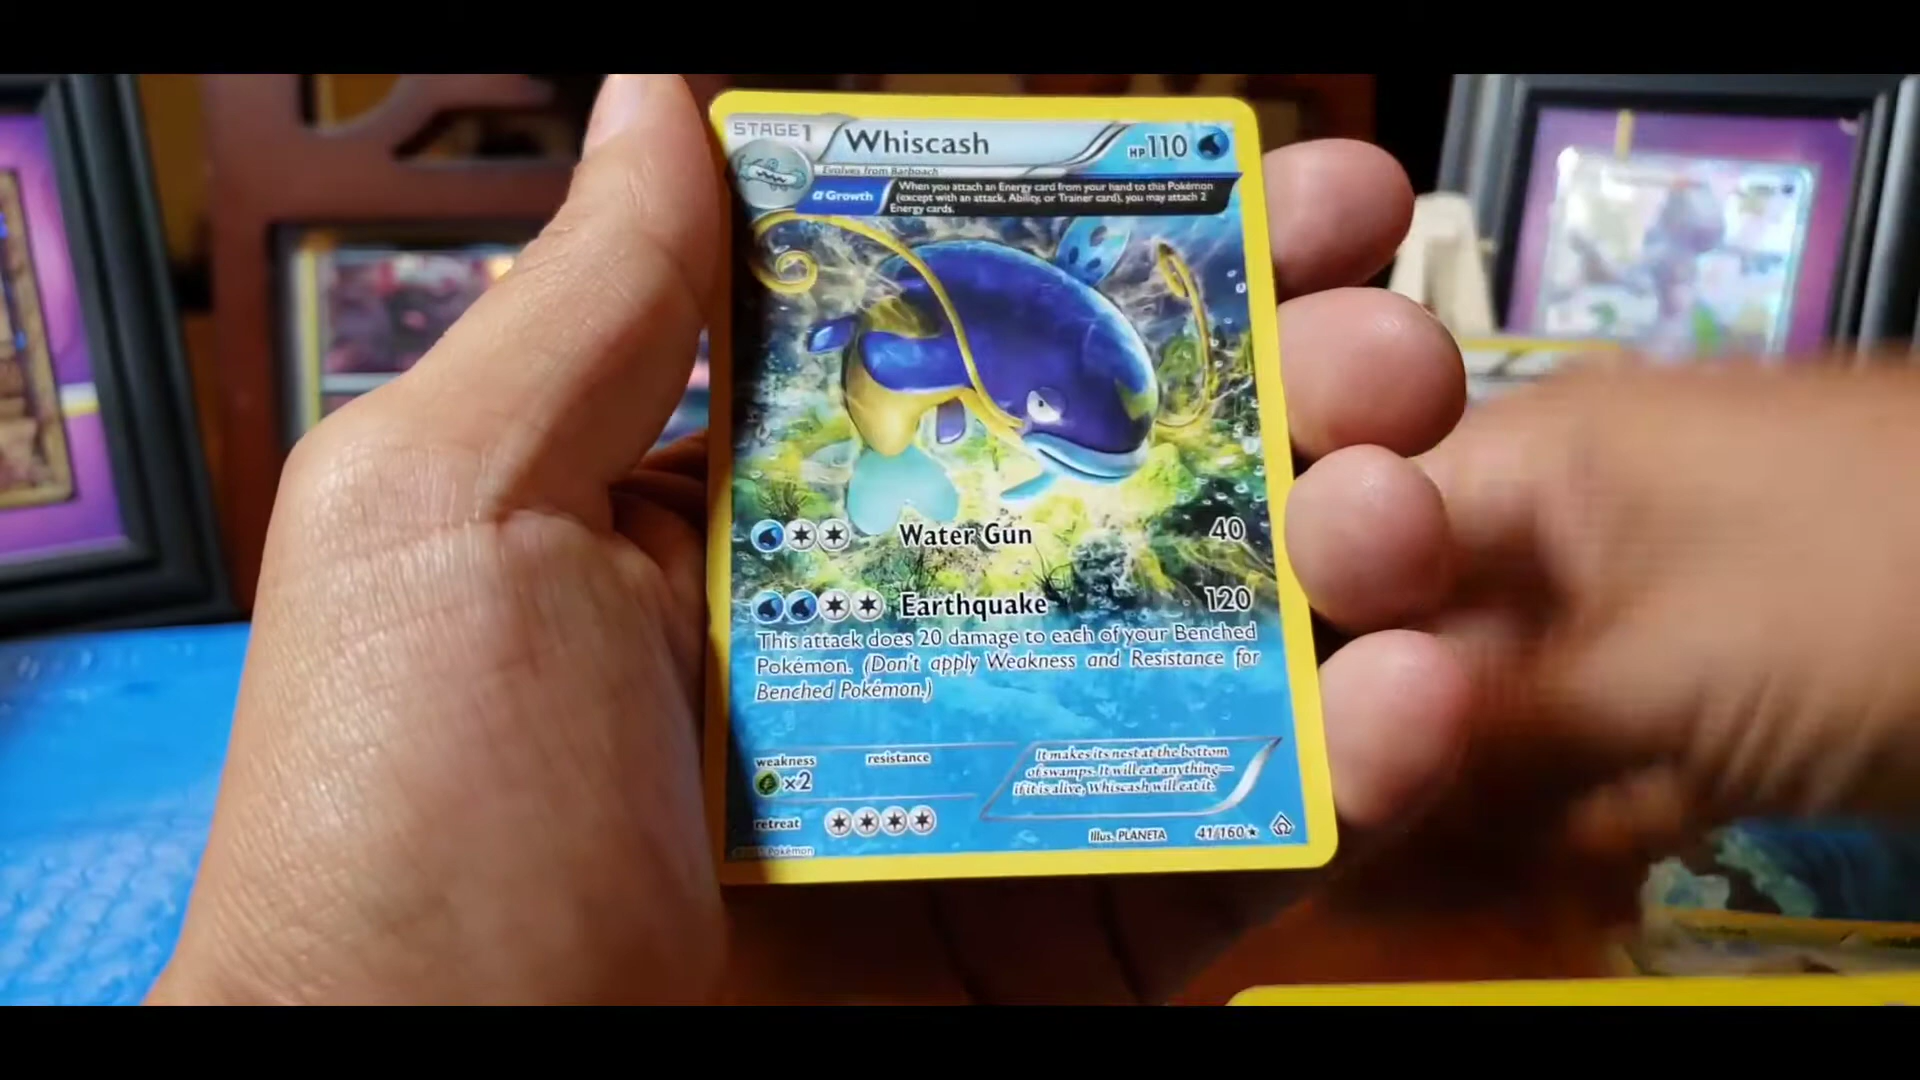 STAGE1 Whiscash HP110
Evolves from Barboach
α Growth
When you attach an Energy card from your hand to this Pokémon
(except with an attack, Ability, or Trainer card), you may attach 2
Energy cards.
Water Gun 40
Earthquake 120
This attack does 20 damage to each of your Benched
Pokémon. (Don't apply Weakness and Resistance for
Benched Pokémon.)
weakness resistance
×2
It makes its nest at the bottom
of swamps. It will eat anything—
if it is alive, Whiscash will eat it.
retreat
Illus. PLANETA 41/160
Pokémon